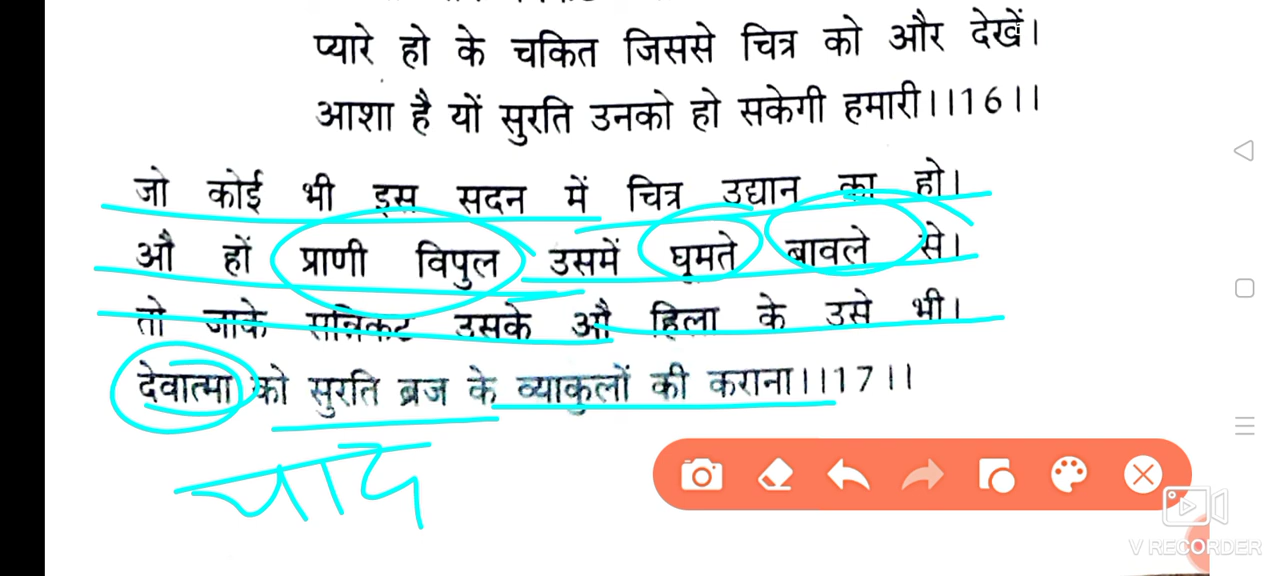 प्यारे हो के चकित जिससे चित्र को और देखें।
आशा है यों सुरति उनको हो सकेगी हमारी।।16।।
जो कोई भी इस सदन में चित्र उद्यान का हो।
औ हों प्राणी विपुल उसमें घूमते बावले से।
तो जाके सन्निकट उसके औ हिला के उसे भी।
देवात्मा को सुरति ब्रज के व्याकुलों की कराना।।17।।
याद
V RECORDER